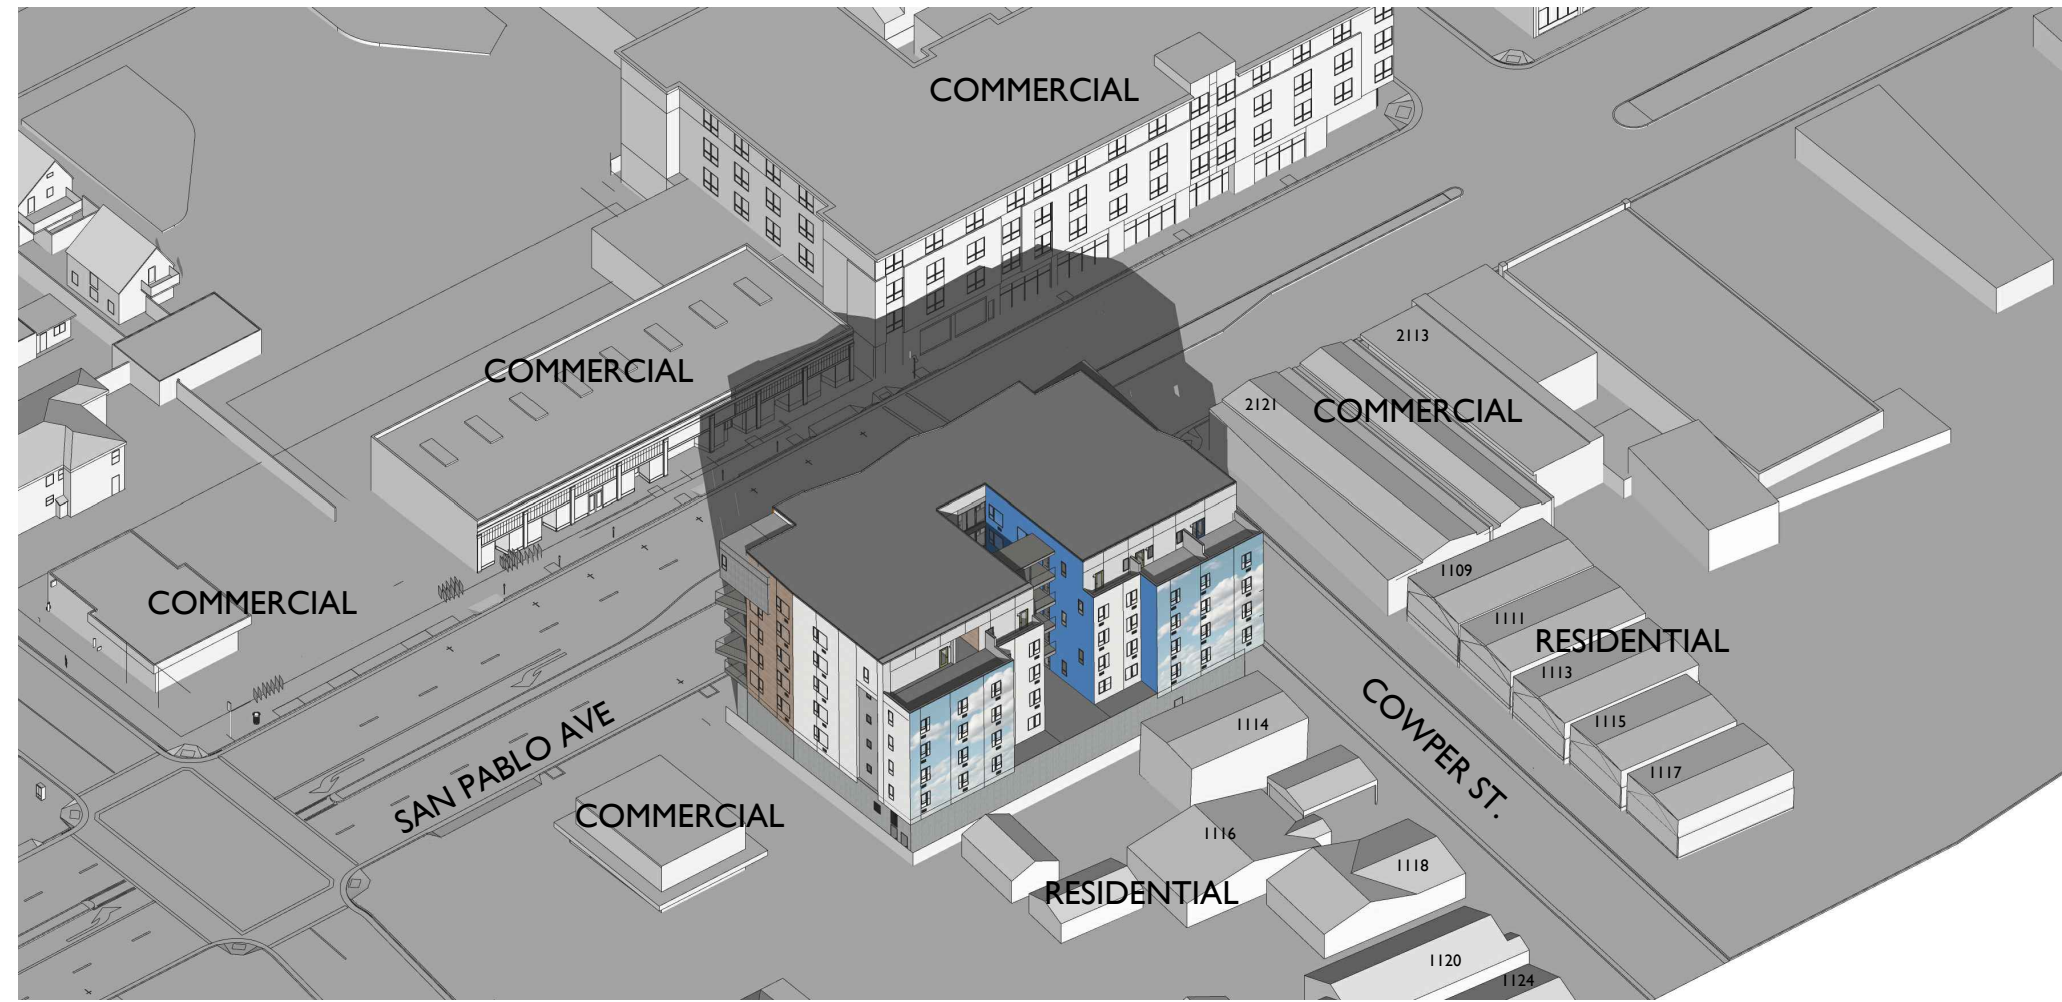 COMMERCIAL
2113
COMMERCIAL
2121
COMMERCIAL
1109
COMMERCIAL
1111
RESIDENTIAL
1113
SAN PABLO AVE
COWPER ST.
1114
1115
1117
COMMERCIAL
1116
1118
RESIDENTIAL
1120
1124